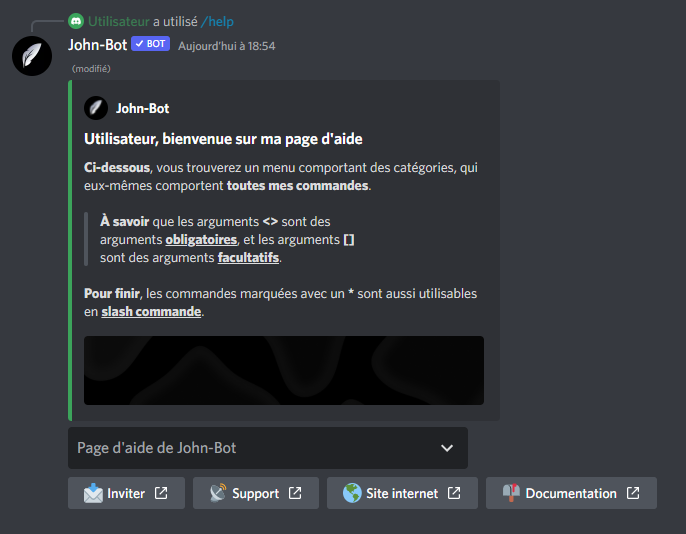 Utilisateur a utilisé /help
John-Bot BOT Aujourd'hui à 18:54
(modifié)
John-Bot
Utilisateur, bienvenue sur ma page d'aide
Ci-dessous, vous trouverez un menu comportant des catégories, qui
eux-mêmes comportent toutes mes commandes.
À savoir que les arguments <> sont des
arguments obligatoires, et les arguments []
sont des arguments facultatifs.
Pour finir, les commandes marquées avec un * sont aussi utilisables
en slash commande.
Page d'aide de John-Bot
Inviter Support Site internet Documentation